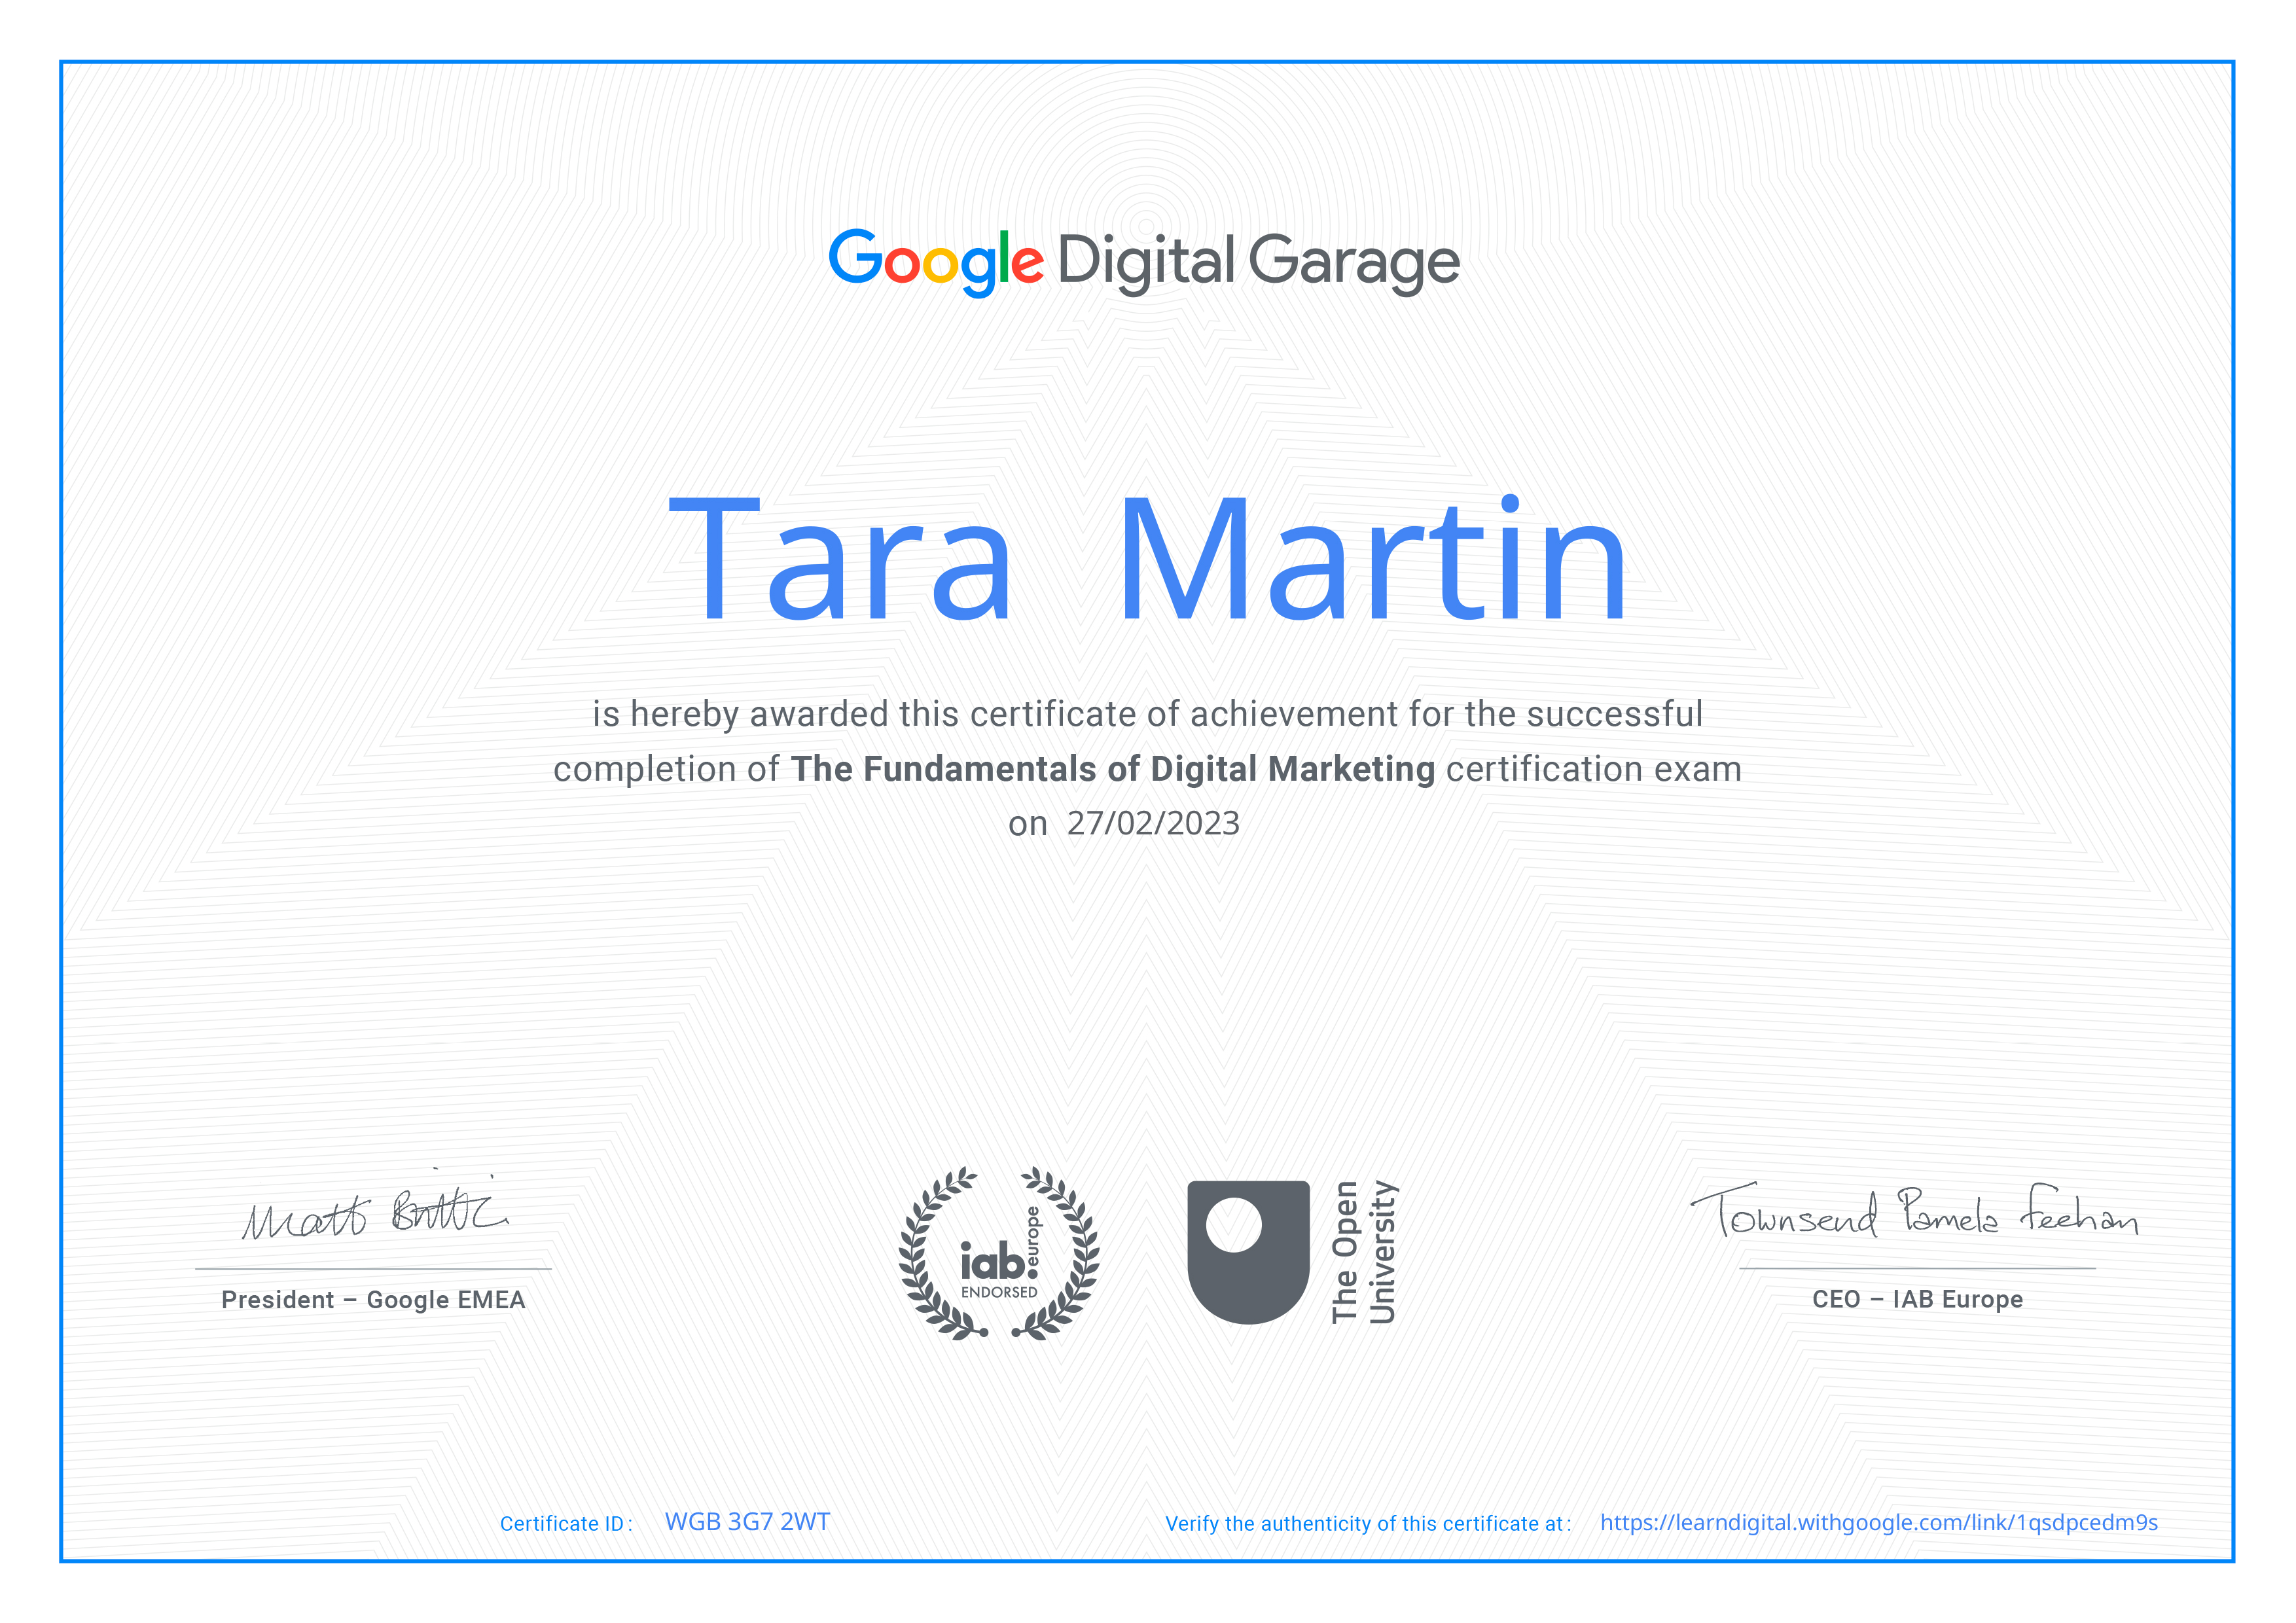 Google Digital Garage
Tara Martin
is hereby awarded this certificate of achievement for the successful
completion of The Fundamentals of Digital Marketing certification exam
on 27/02/2023
Matt Brittin
President – Google EMEA
iab.europe
ENDORSED
The Open
University
Townsend Pamela Feehan
CEO – IAB Europe
Certificate ID: WGB 3G7 2WT
Verify the authenticity of this certificate at: https://learndigital.withgoogle.com/link/1qsdpcedm9s